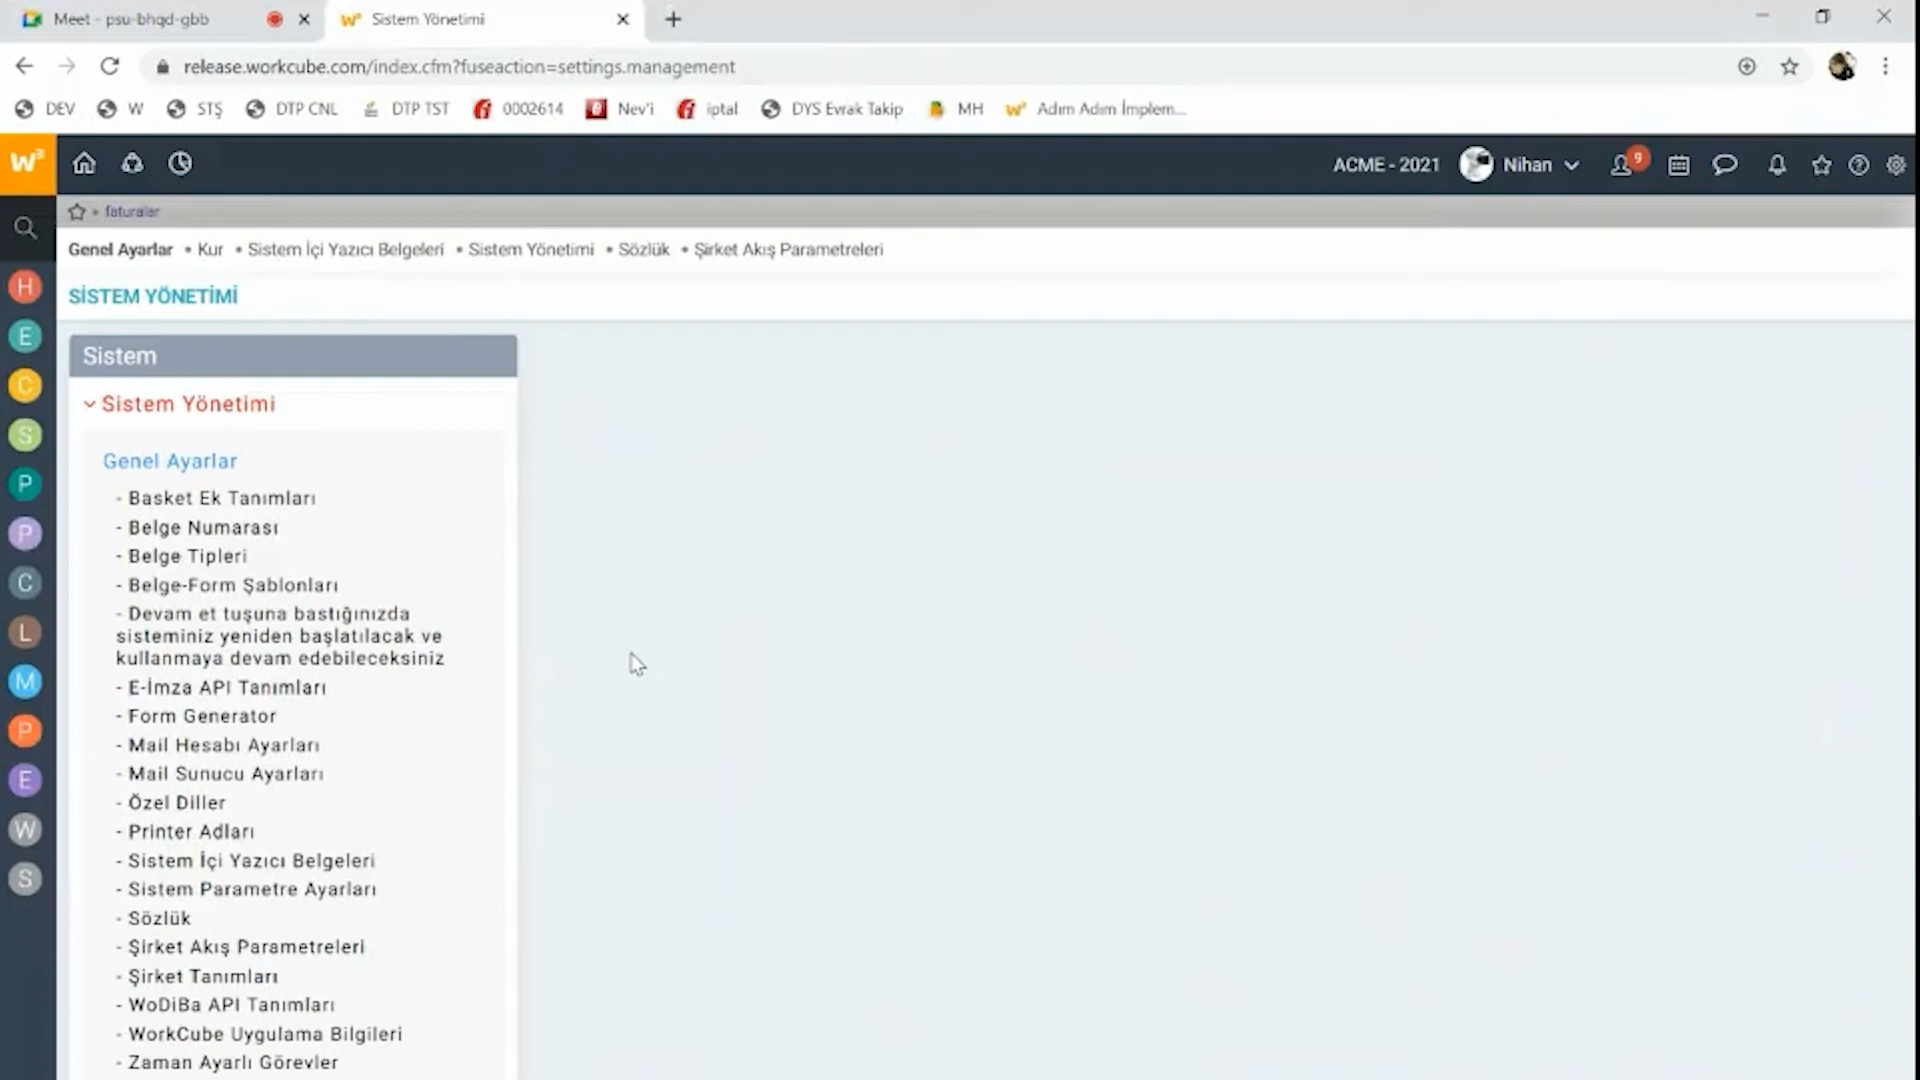 Meet - psu-bhqd-gbb
Sistem Yönetimi
release.workcube.com/index.cfm?fuseaction=settings.management
DEV W STŞ DTP CNL DTP TST 0002614 Nev'i iptal DYS Evrak Takip MH Adım Adım İmplem...
W3 ACME - 2021 Nihan 9
faturalar
Genel Ayarlar • Kur • Sistem İçi Yazıcı Belgeleri • Sistem Yönetimi • Sözlük • Şirket Akış Parametreleri
SİSTEM YÖNETİMİ
Sistem
Sistem Yönetimi
Genel Ayarlar
- Basket Ek Tanımları
- Belge Numarası
- Belge Tipleri
- Belge-Form Şablonları
- Devam et tuşuna bastığınızda
sisteminiz yeniden başlatılacak ve
kullanmaya devam edebileceksiniz
- E-İmza API Tanımları
- Form Generator
- Mail Hesabı Ayarları
- Mail Sunucu Ayarları
- Özel Diller
- Printer Adları
- Sistem İçi Yazıcı Belgeleri
- Sistem Parametre Ayarları
- Sözlük
- Şirket Akış Parametreleri
- Şirket Tanımları
- WoDiBa API Tanımları
- WorkCube Uygulama Bilgileri
- Zaman Ayarlı Görevler
H
E
C
S
P
P
C
L
M
P
E
W
S